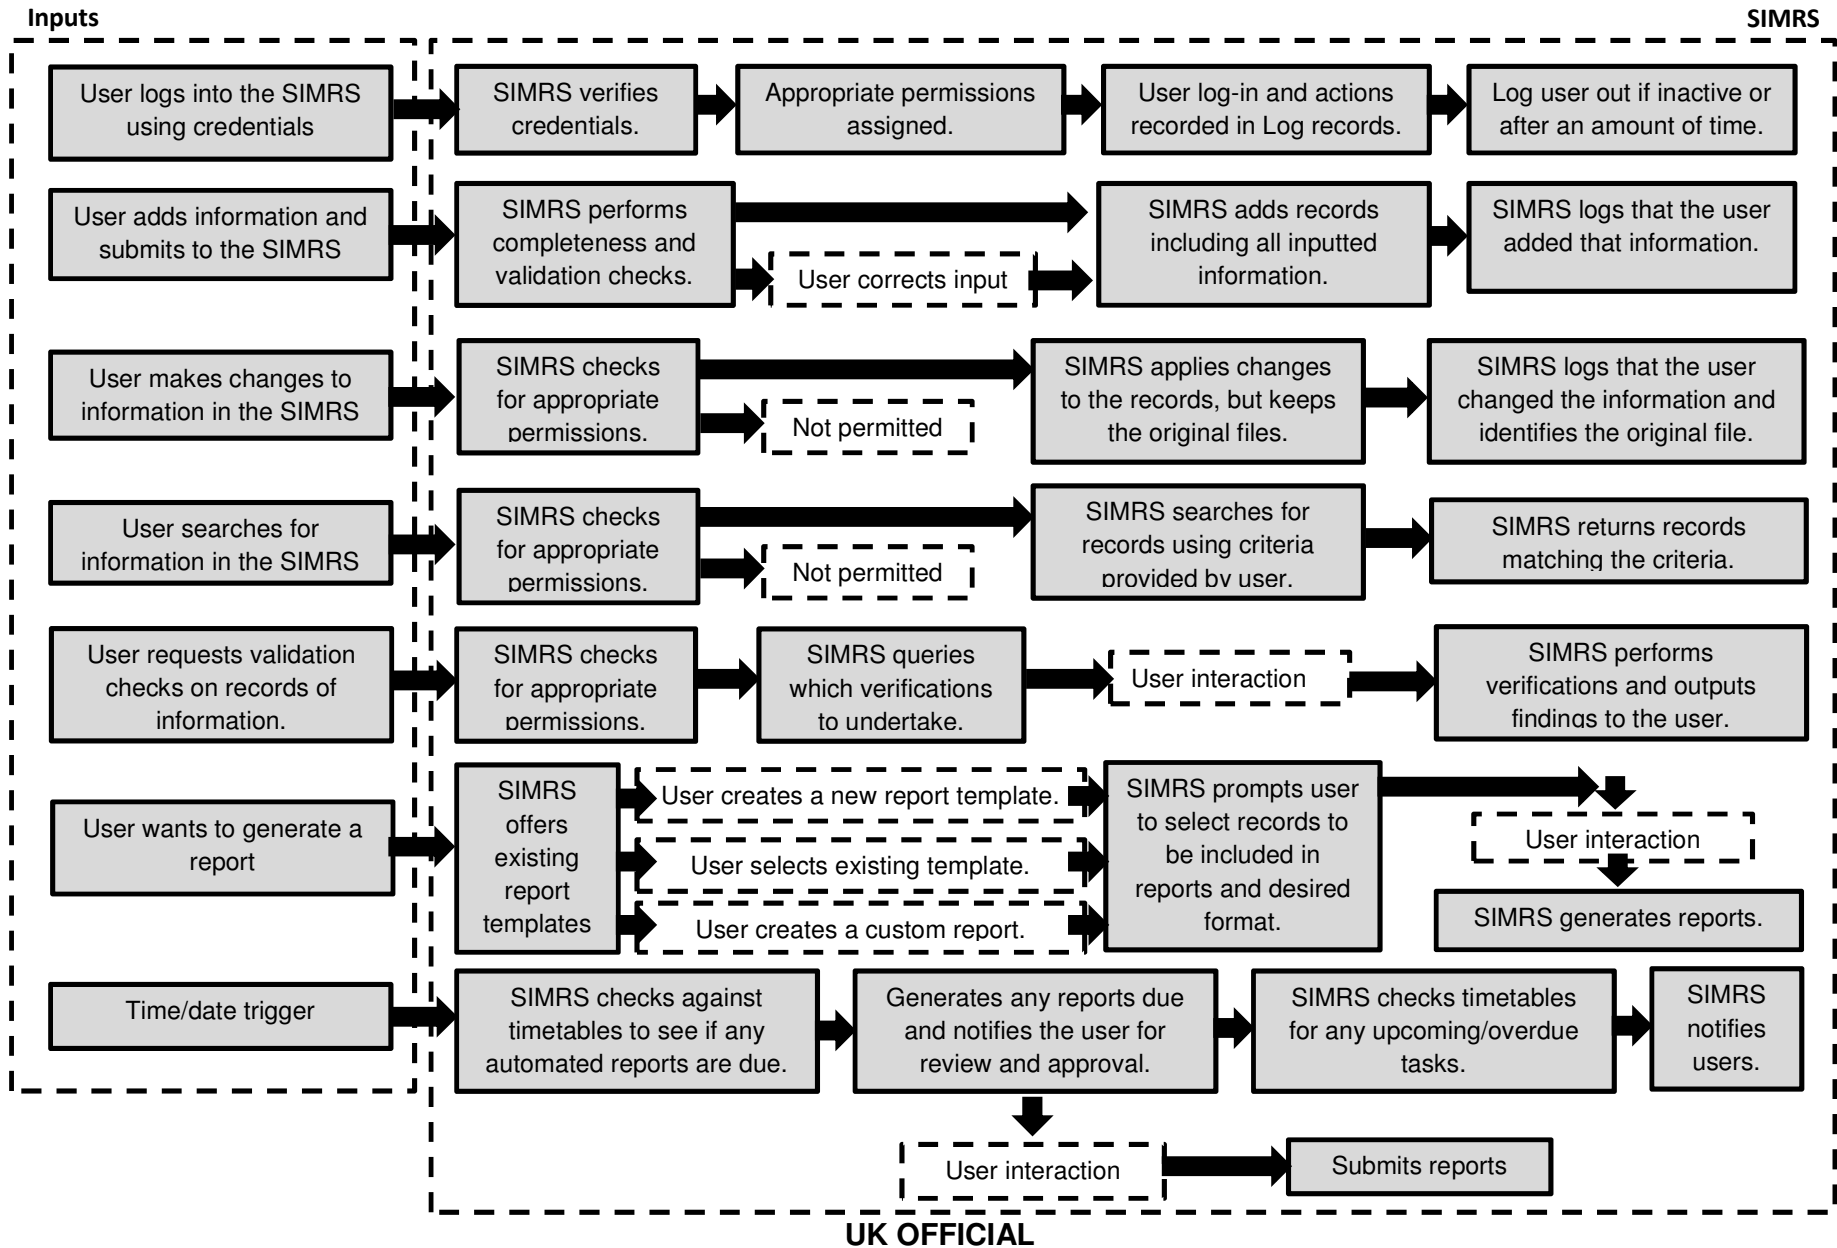 Inputs
SIMRS
User logs into the SIMRS
using credentials
SIMRS verifies
credentials.
Appropriate permissions
assigned.
User log-in and actions
recorded in Log records.
Log user out if inactive or
after an amount of time.
User adds information and
submits to the SIMRS
SIMRS performs
completeness and
validation checks.
User corrects input
SIMRS adds records
including all inputted
information.
SIMRS logs that the user
added that information.
User makes changes to
information in the SIMRS
SIMRS checks
for appropriate
permissions.
Not permitted
SIMRS applies changes
to the records, but keeps
the original files.
SIMRS logs that the user
changed the information and
identifies the original file.
User searches for
information in the SIMRS
SIMRS checks
for appropriate
permissions.
Not permitted
SIMRS searches for
records using criteria
provided by user.
SIMRS returns records
matching the criteria.
User requests validation
checks on records of
information.
SIMRS checks
for appropriate
permissions.
SIMRS queries
which verifications
to undertake.
User interaction
SIMRS performs
verifications and outputs
findings to the user.
User wants to generate a
report
SIMRS
offers
existing
report
templates
User creates a new report template.
User selects existing template.
User creates a custom report.
SIMRS prompts user
to select records to
be included in
reports and desired
format.
User interaction
SIMRS generates reports.
Time/date trigger
SIMRS checks against
timetables to see if any
automated reports are due.
Generates any reports due
and notifies the user for
review and approval.
SIMRS checks timetables
for any upcoming/overdue
tasks.
SIMRS
notifies
users.
User interaction
Submits reports
UK OFFICIAL